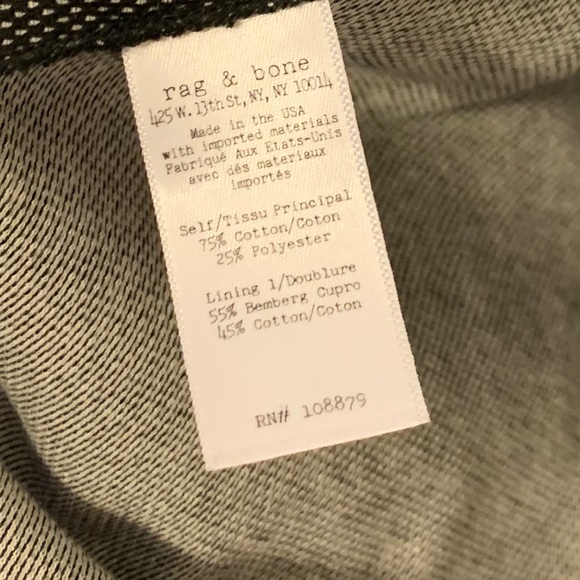 rag & bone
425 W. 13th St, NY, NY 10014
Made in the USA
with imported materials
Fabriqué Aux Etats-Unis
avec dés materiaux
importés
Self/Tissu Principal
75% Cotton/Coton
25% Polyester
Lining 1/Doublure
55% Bemberg Cupro
45% Cotton/Coton
RN# 108879